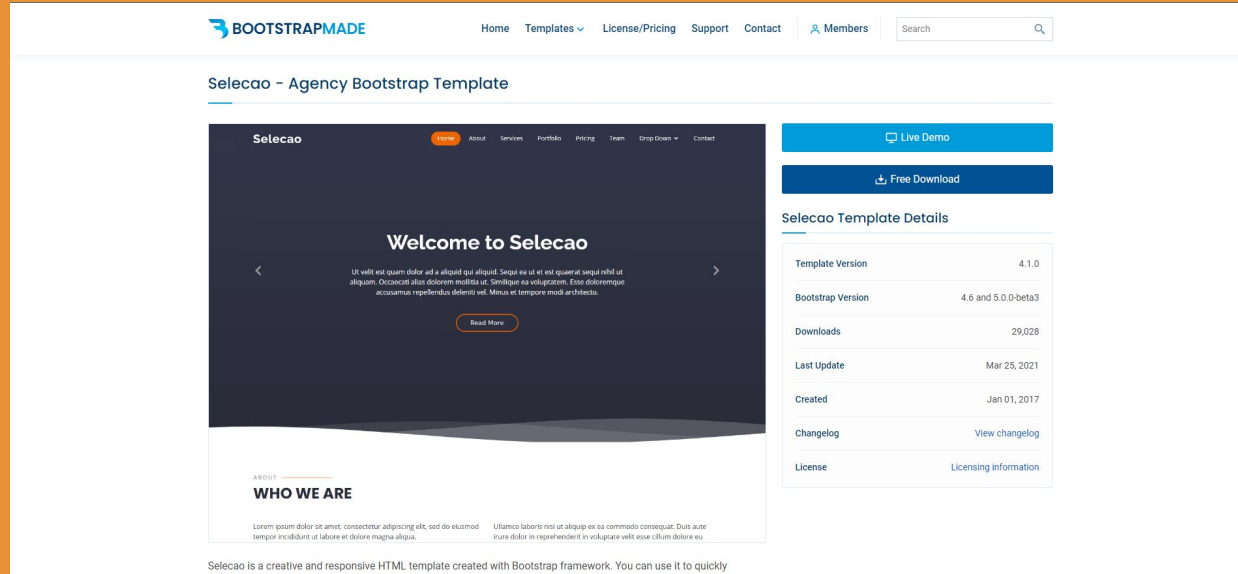 BOOTSTRAPMADE
Home Templates License/Pricing Support Contact Members Search
Selecao - Agency Bootstrap Template
Selecao
Home About Services Portfolio Pricing Team Drop Down Contact
Welcome to Selecao
Ut velit est quam dolor ad a aliquid qui aliquid. Sequi ea ut et est quaerat sequi nihil ut
aliquam. Occaecati alias dolorem mollitia ut. Similique ea voluptatem. Esse doloremque
accusamus repellendus deleniti vel. Minus et tempore modi architecto.
Read More
ABOUT
WHO WE ARE
Lorem ipsum dolor sit amet, consectetur adipiscing elit, sed do eiusmod
tempor incididunt ut labore et dolore magna aliqua.
Ullamco laboris nisi ut aliquip ex ea commodo consequat. Duis aute
irure dolor in reprehenderit in voluptate velit esse cillum dolore eu
Selecao is a creative and responsive HTML template created with Bootstrap framework. You can use it to quickly
Live Demo
Free Download
Selecao Template Details
Template Version 4.1.0
Bootstrap Version 4.6 and 5.0.0-beta3
Downloads 29,028
Last Update Mar 25, 2021
Created Jan 01, 2017
Changelog View changelog
License Licensing information